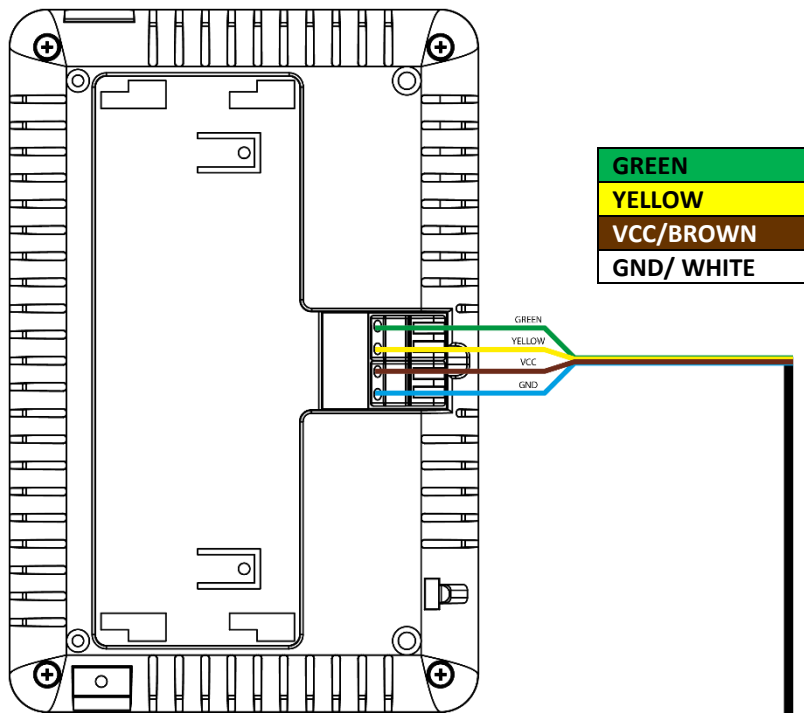 GREEN
YELLOW
VCC/BROWN
GND/ WHITE
GREEN
YELLOW
VCC
GND